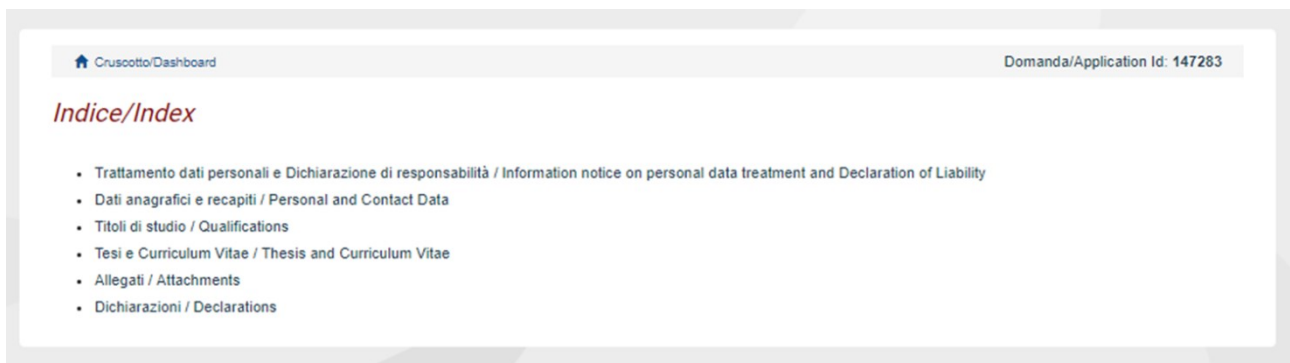 Cruscotto/Dashboard
Domanda/Application Id: 147283
Indice/Index
Trattamento dati personali e Dichiarazione di responsabilità / Information notice on personal data treatment and Declaration of Liability
Dati anagrafici e recapiti / Personal and Contact Data
Titoli di studio / Qualifications
Tesi e Curriculum Vitae / Thesis and Curriculum Vitae
Allegati / Attachments
Dichiarazioni / Declarations